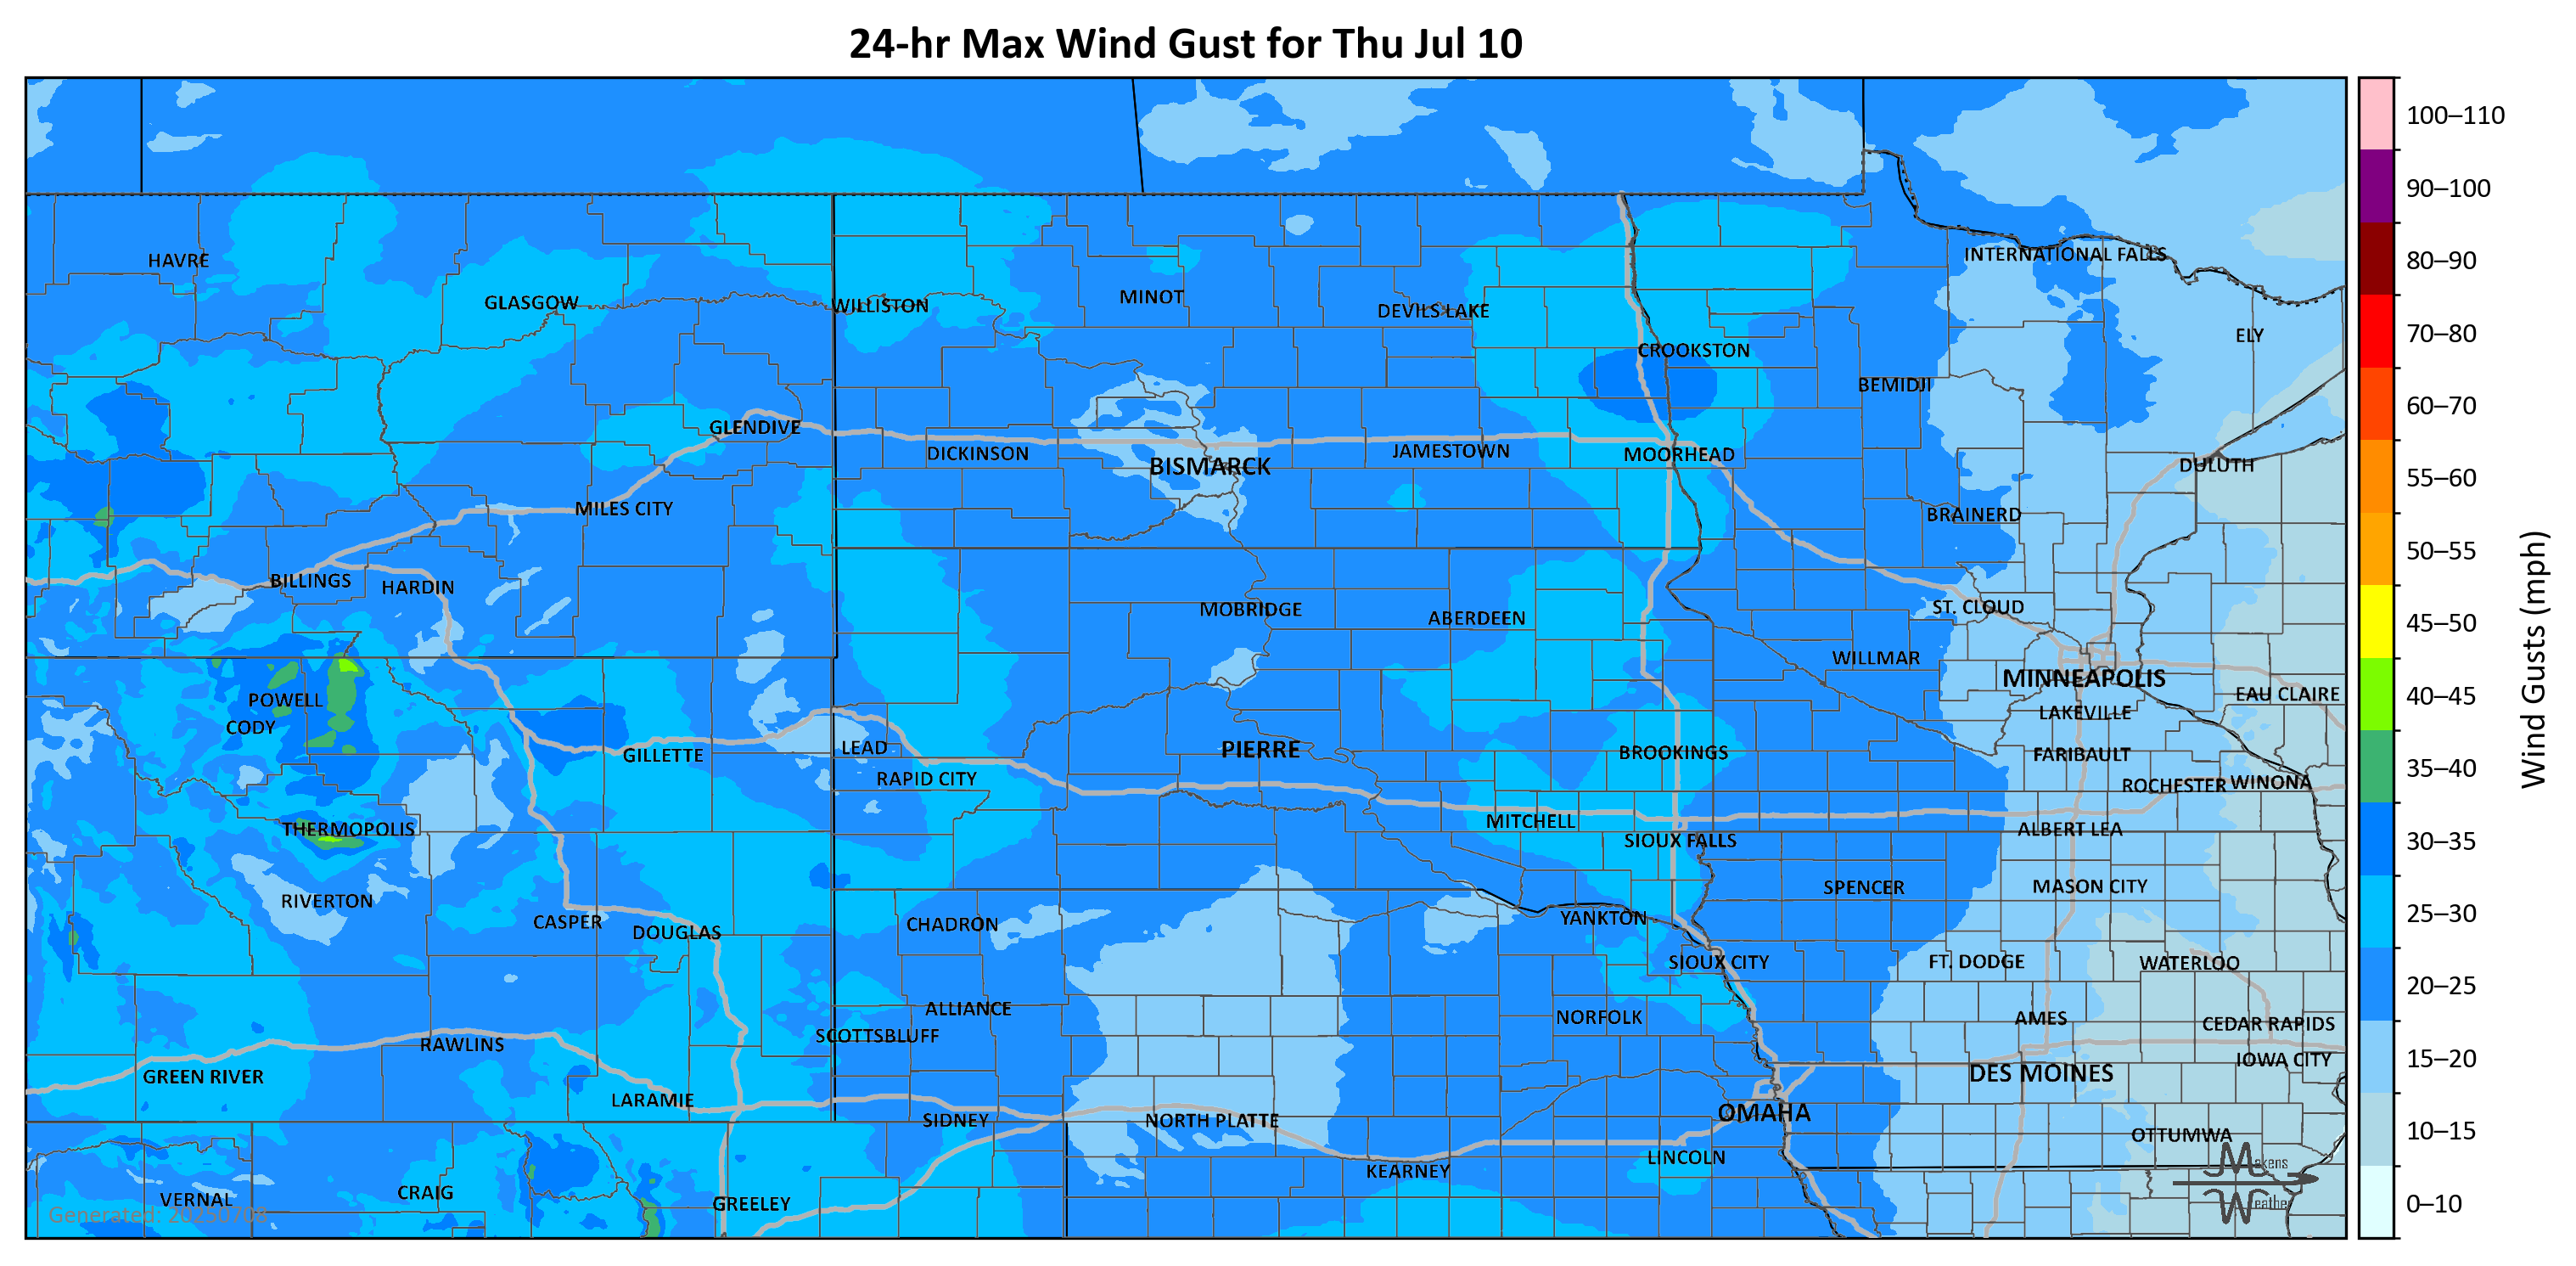 24-hr Max Wind Gust for Thu Jul 10
100–110
90–100
INTERNATIONAL FALLS
HAVRE
80–90
MINOT
GLASGOW
WILLISTON
DEVILS LAKE
70–80
ELY
CROOKSTON
BEMIDJI
60–70
GLENDIVE
DICKINSON
JAMESTOWN
MOORHEAD
BISMARCK
DULUTH
55–60
MILES CITY
BRAINERD
50–55
BILLINGS
HARDIN
MOBRIDGE
ABERDEEN
ST. CLOUD
45–50
WILLMAR
MINNEAPOLIS
EAU CLAIRE
40–45
POWELL
LAKEVILLE
CODY
Wind Gusts (mph)
LEAD
PIERRE
BROOKINGS
FARIBAULT
GILLETTE
35–40
RAPID CITY
ROCHESTER
WINONA
MITCHELL
THERMOPOLIS
ALBERT LEA
SIOUX FALLS
30–35
SPENCER
MASON CITY
RIVERTON
25–30
CASPER
YANKTON
CHADRON
DOUGLAS
SIOUX CITY
FT. DODGE
WATERLOO
20–25
ALLIANCE
NORFOLK
AMES
CEDAR RAPIDS
SCOTTSBLUFF
RAWLINS
15–20
IOWA CITY
GREEN RIVER
DES MOINES
LARAMIE
OMAHA
SIDNEY
NORTH PLATTE
10–15
OTTUMWA
LINCOLN
Makens
KEARNEY
CRAIG
VERNAL
GREELEY
Weather
0–10
Generated: 20250708